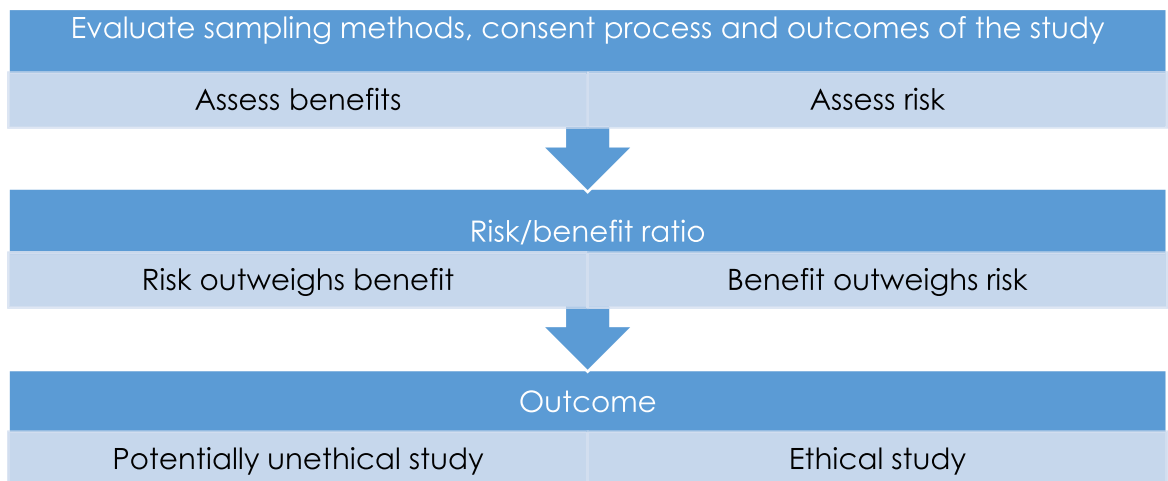 Evaluate sampling methods, consent process and outcomes of the study
Assess benefits
Assess risk
Risk/benefit ratio
Risk outweighs benefit
Benefit outweighs risk
Outcome
Potentially unethical study
Ethical study